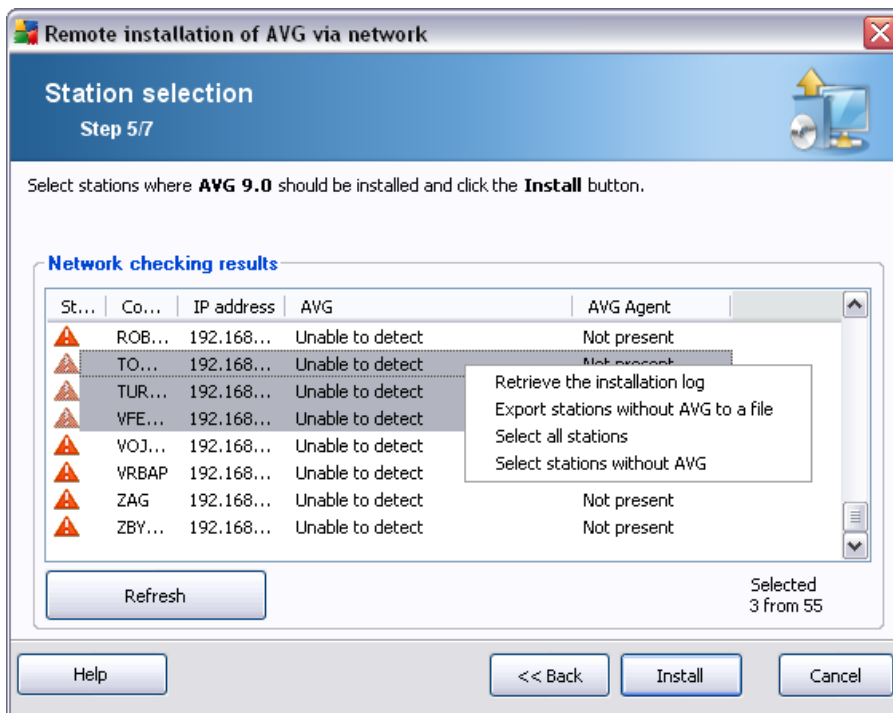 Remote installation of AVG via network
Station selection
Step 5/7
Select stations where AVG 9.0 should be installed and click the Install button.
Network checking results
St... Co... IP address AVG AVG Agent
ROB... 192.168... Unable to detect Not present
TO... 192.168... Unable to detect Not present
TUR... 192.168... Unable to detect
VFE... 192.168... Unable to detect
VOJ... 192.168... Unable to detect
VRBAP 192.168... Unable to detect
ZAG 192.168... Unable to detect Not present
ZBY... 192.168... Unable to detect Not present
Retrieve the installation log
Export stations without AVG to a file
Select all stations
Select stations without AVG
Refresh
Selected
3 from 55
Help << Back Install Cancel